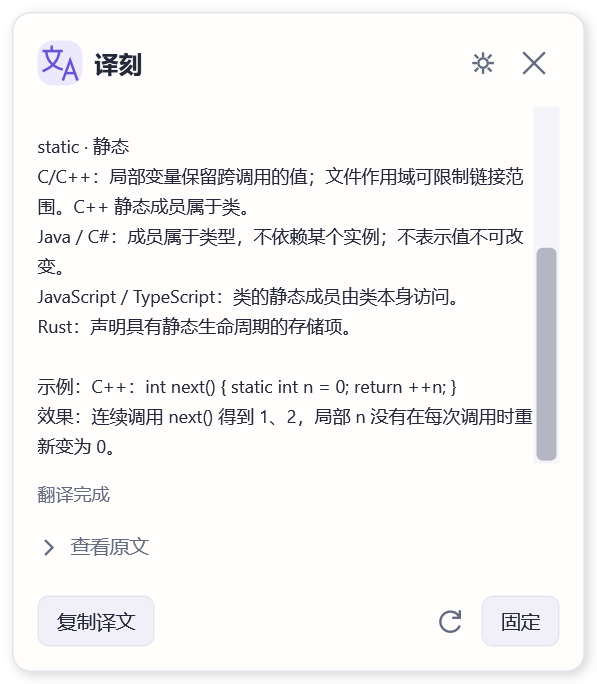 文A 译刻
static · 静态
C/C++：局部变量保留跨调用的值；文件作用域可限制链接范
围。C++ 静态成员属于类。
Java / C#：成员属于类型，不依赖某个实例；不表示值不可改
变。
JavaScript / TypeScript：类的静态成员由类本身访问。
Rust：声明具有静态生命周期的存储项。
示例：C++：int next() { static int n = 0; return ++n; }
效果：连续调用 next() 得到 1、2，局部 n 没有在每次调用时重
新变为 0。
翻译完成
查看原文
复制译文
固定